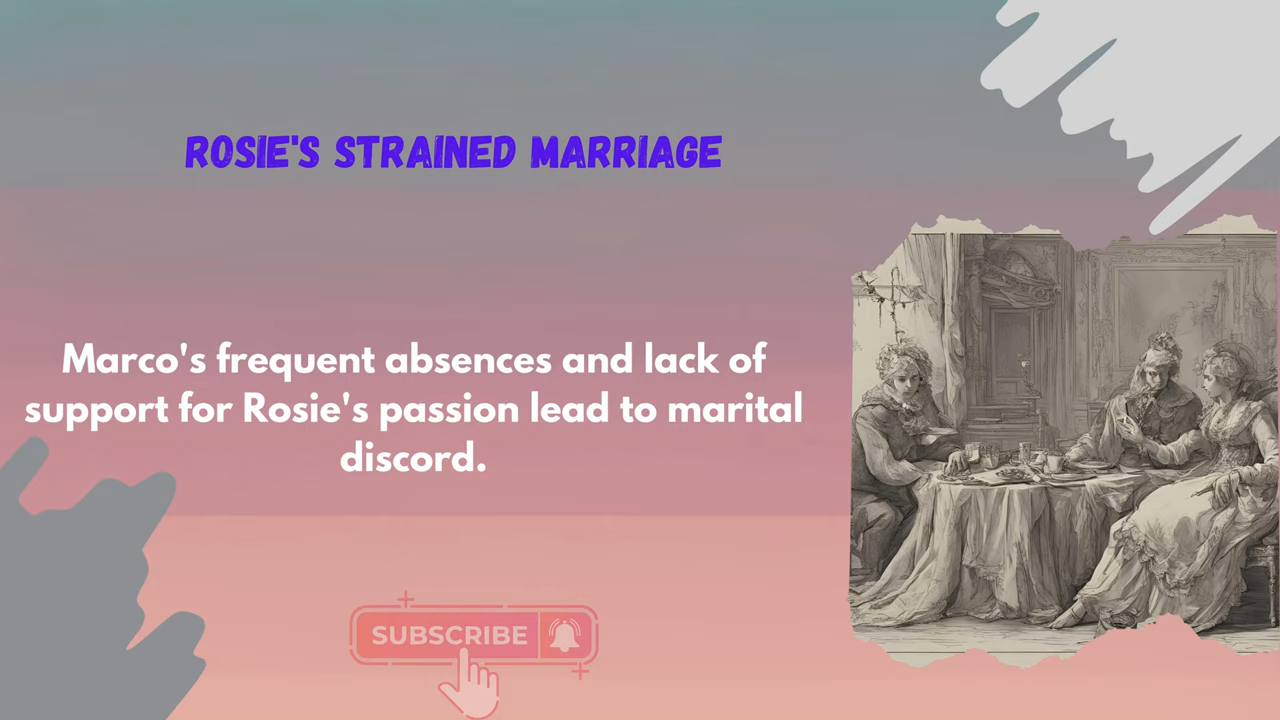 ROSIE'S STRAINED MARRIAGE
Marco's frequent absences and lack of
support for Rosie's passion lead to marital
discord.
SUBSCRIBE